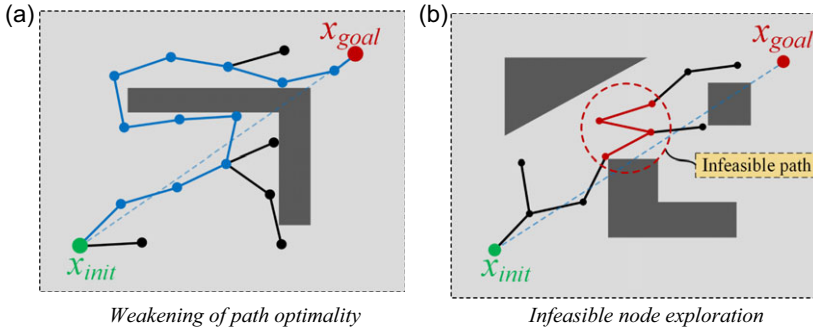 (a)
x_goal
x_init
Weakening of path optimality
(b)
x_goal
Infeasible path
x_init
Infeasible node exploration